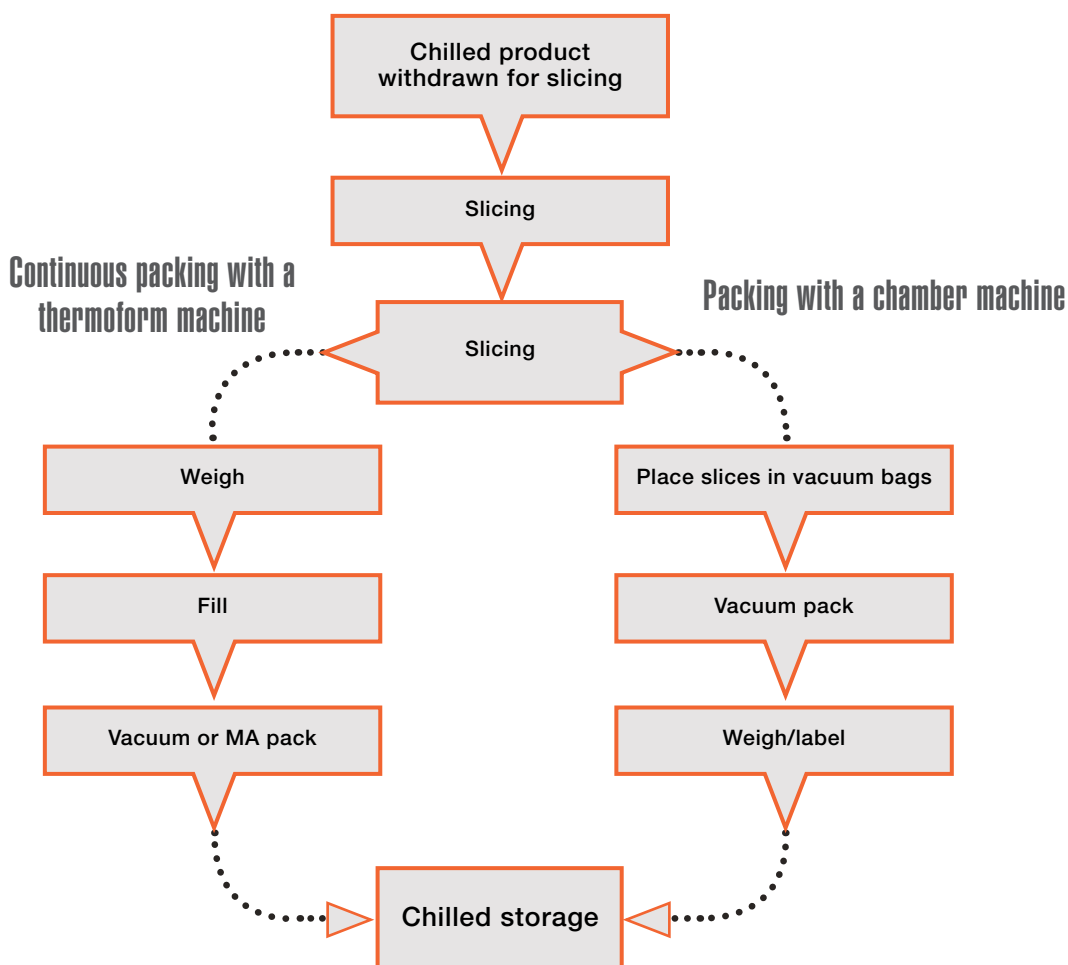 Chilled product
withdrawn for slicing
Slicing
Continuous packing with a
thermoform machine
Packing with a chamber machine
Slicing
Weigh
Place slices in vacuum bags
Fill
Vacuum pack
Vacuum or MA pack
Weigh/label
Chilled storage